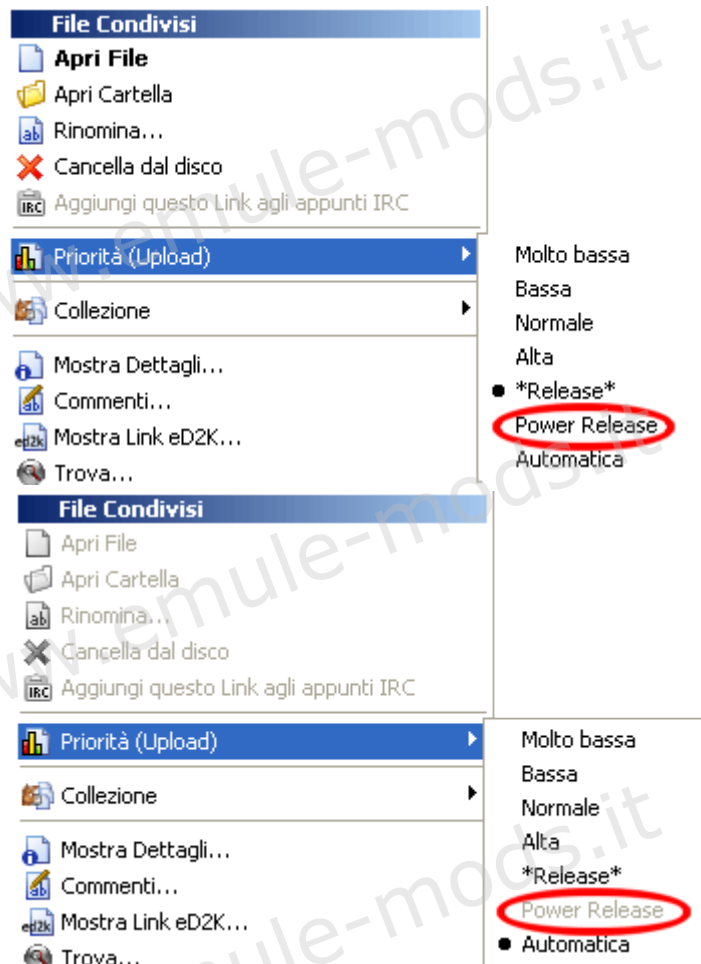 File Condivisi
Apri File
Apri Cartella
Rinomina...
Cancella dal disco
IRC Aggiungi questo Link agli appunti IRC
Priorità (Upload)
Molto bassa
Bassa
Normale
Alta
*Release*
Power Release
Automatica
Collezione
Mostra Dettagli...
Commenti...
ed2k Mostra Link eD2K...
Trova...
File Condivisi
Apri File
Apri Cartella
Rinomina...
Cancella dal disco
IRC Aggiungi questo Link agli appunti IRC
Priorità (Upload)
Molto bassa
Bassa
Normale
Alta
*Release*
Power Release
Automatica
Collezione
Mostra Dettagli...
Commenti...
ed2k Mostra Link eD2K...
Trova...
www.emule-mods.it
www.emule-mods.it